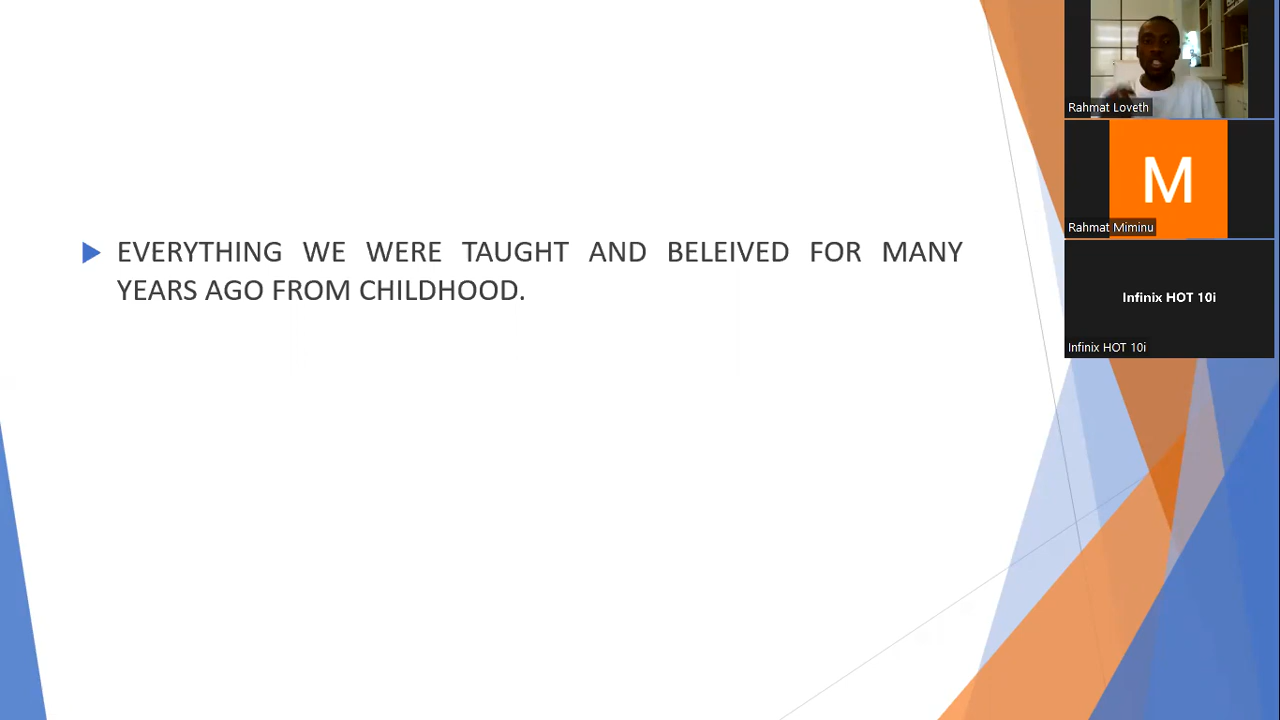 EVERYTHING WE WERE TAUGHT AND BELEIVED FOR MANY
YEARS AGO FROM CHILDHOOD.
Rahmat Loveth
M
Rahmat Miminu
Infinix HOT 10i
Infinix HOT 10i